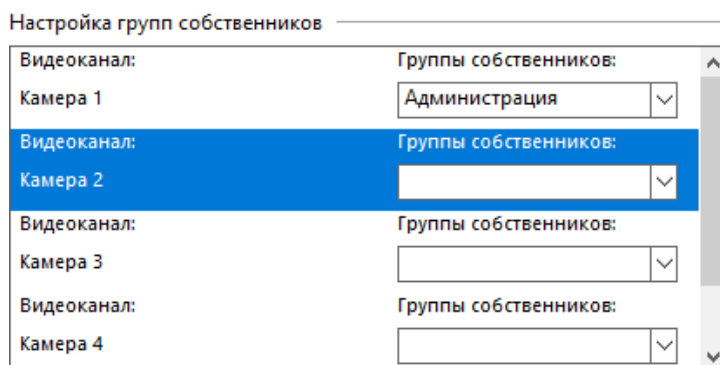 Настройка групп собственников
Видеоканал: Группы собственников:
Камера 1 Администрация
Видеоканал: Группы собственников:
Камера 2
Видеоканал: Группы собственников:
Камера 3
Видеоканал: Группы собственников:
Камера 4